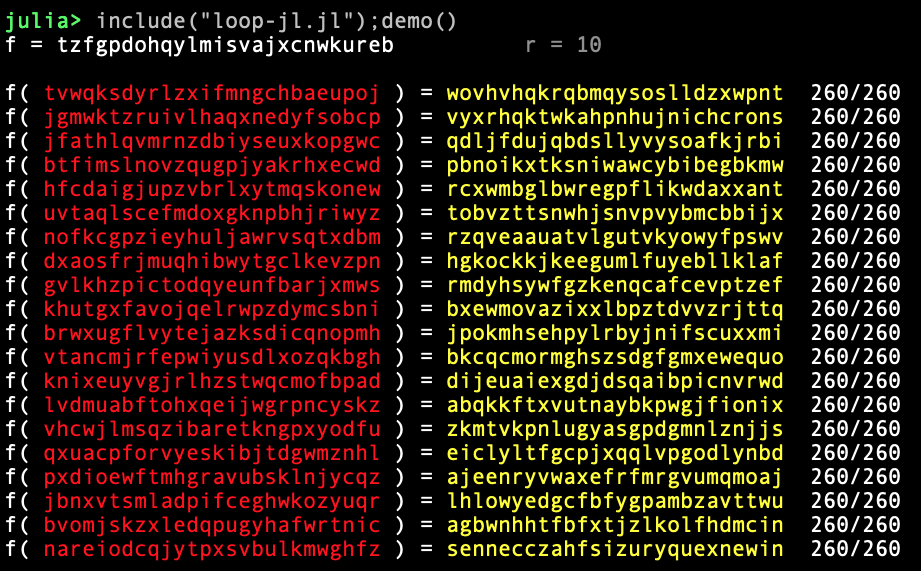 julia> include("loop-jl.jl");demo()
f = tzfgpdohqylmisvajxcnwkureb r = 10
f( tvwqksdyrlzxifmngchbaeupoj ) = wovhvhqkrqbmqysoslldzxwpnt 260/260
f( jgmwktzruivlhaqxnedyfsobcp ) = vyxrhqktwkahpnhujnichcrons 260/260
f( jfathlqvmrnzdbiyseuxkopgwc ) = qdljfdujqbdsllyvysoafkjrbi 260/260
f( btfimslnovzqugpjyakrhxecwd ) = pbnoikxtksniwawcybibegbkmw 260/260
f( hfcdaigjupzvbrlxytmqskonew ) = rcxwmbglbwregpflikwdaxxant 260/260
f( uvtaqlscefmdoxgknpbhjriwyz ) = tobvzttsnwhjsnvpvybmcbbijx 260/260
f( nofkcgpzieyhuljawrvsqtxdbm ) = rzqveaauatvlgutvkyowyfpswv 260/260
f( dxaosfrjmuqhibwytgclkevzpn ) = hgkockkjkeegumlfuyebllklaf 260/260
f( gvlkhzpictodqyeunfbarjxmws ) = rmdyhsywfgzkenqcafcevptzef 260/260
f( khutgxfavojqelrwpzdymcsbni ) = bxewmovazixxlbpztdvvzrjttq 260/260
f( brwxugflvytejazksdicqnopmh ) = jpokmhsehpylrbyjnifscuxxmi 260/260
f( vtancmjrfepwiyusdlxozqkbgh ) = bkcqcmormghszsdgfgmxewequo 260/260
f( knixeuyvgjrlhzstwqcmofbpad ) = dijeuaiexgdjdsqaibpicnvrwd 260/260
f( lvdmuabftohxqeijwgrpncyskz ) = abqkkftxvutnaybkpwgjfionix 260/260
f( vhcwjlmsqzibaretkngpxyodfu ) = zkmtvkpnlugyasgpdgmnlznjjs 260/260
f( qxuacpforvyeskibjtdgwmznhl ) = eiclyltfgcpjxqqlvpgodlynbd 260/260
f( pxdioewftmhgravubsklnjycqz ) = ajeenryvwaxefrfmrgvumqmoaj 260/260
f( jbnxvtsmladpifceghwkozyuqr ) = lhlowyedgcfbfygpambzavttwu 260/260
f( bvomjskzxledqpugyhafwrtnic ) = agbwnhhtfbfxtjzlkolfhdmcin 260/260
f( nareiodcqjytpxsvbulkmwghfz ) = sennecczahfsizuryquexnewin 260/260